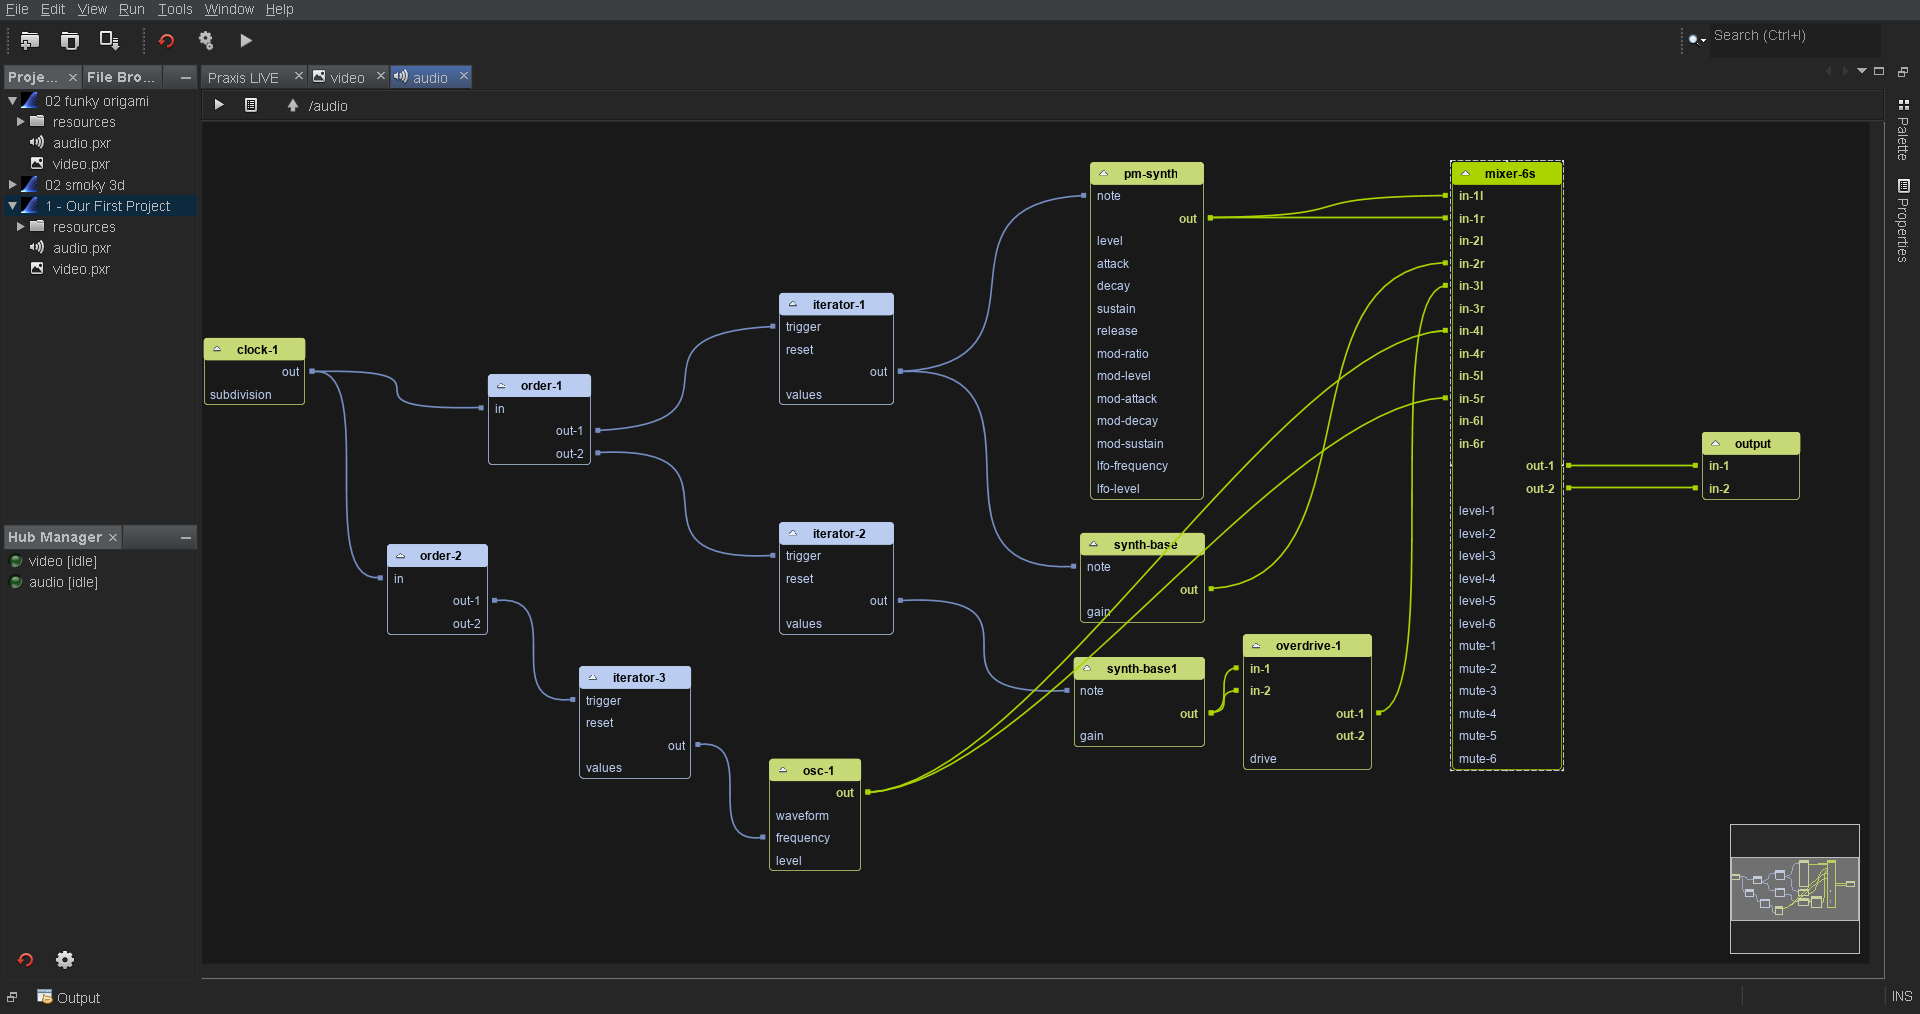 File Edit View Run Tools Window Help
Search (Ctrl+I)
Proje...
File Bro...
Praxis LIVE
video
audio
/audio
02 funky origami
resources
audio.pxr
video.pxr
02 smoky 3d
1 - Our First Project
resources
audio.pxr
video.pxr
Hub Manager
video [idle]
audio [idle]
clock-1
out
subdivision
order-1
in
out-1
out-2
order-2
in
out-1
out-2
iterator-1
trigger
reset
out
values
iterator-2
trigger
reset
out
values
iterator-3
trigger
reset
out
values
osc-1
out
waveform
frequency
level
pm-synth
note
out
level
attack
decay
sustain
release
mod-ratio
mod-level
mod-attack
mod-decay
mod-sustain
lfo-frequency
lfo-level
synth-base
note
out
gain
synth-base1
note
out
gain
overdrive-1
in-1
in-2
out-1
out-2
drive
mixer-6s
in-1l
in-1r
in-2l
in-2r
in-3l
in-3r
in-4l
in-4r
in-5l
in-5r
in-6l
in-6r
out-1
out-2
level-1
level-2
level-3
level-4
level-5
level-6
mute-1
mute-2
mute-3
mute-4
mute-5
mute-6
output
in-1
in-2
Palette
Properties
Output
INS